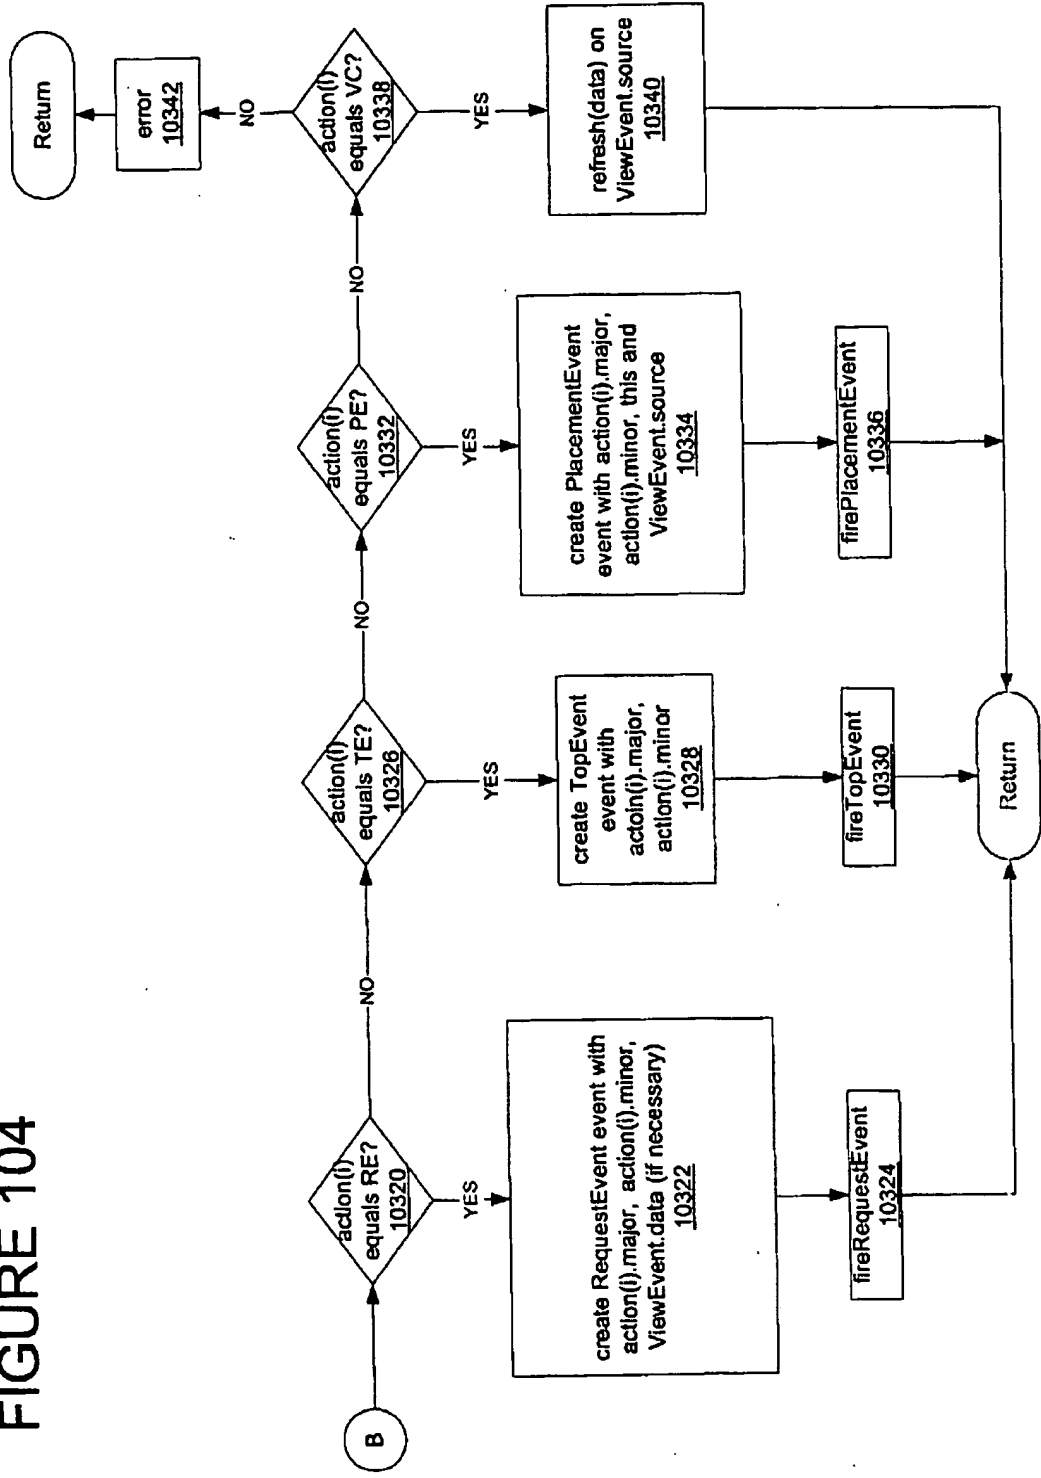 FIGURE 104
B
action(i)
equals RE?
10320
NO
YES
create RequestEvent event with
action(i).major, action(i).minor,
ViewEvent.data (if necessary)
10322
fireRequestEvent
10324
action(i)
equals TE?
10326
NO
YES
create TopEvent
event with
actoin(i).major,
action(i).minor
10328
fireTopEvent
10330
action(i)
equals PE?
10332
NO
YES
create PlacementEvent
event with action(i).major,
action(i).minor, this and
ViewEvent.source
10334
firePlacementEvent
10336
action(i)
equals VC?
10338
NO
YES
refresh(data) on
ViewEvent.source
10340
error
10342
Return
Return